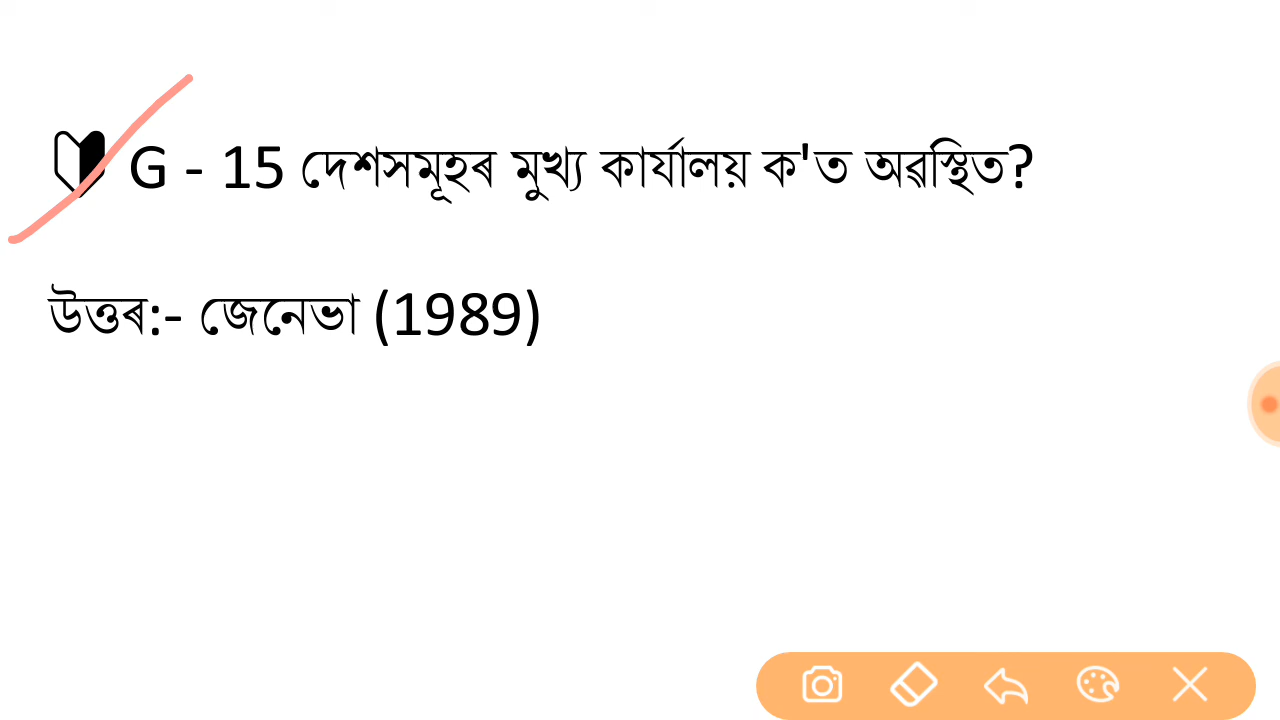 G - 15 দেশসমূহৰ মুখ্য কাৰ্যালয় ক'ত অৱস্থিত?
উত্তৰ:- জেনেভা (1989)